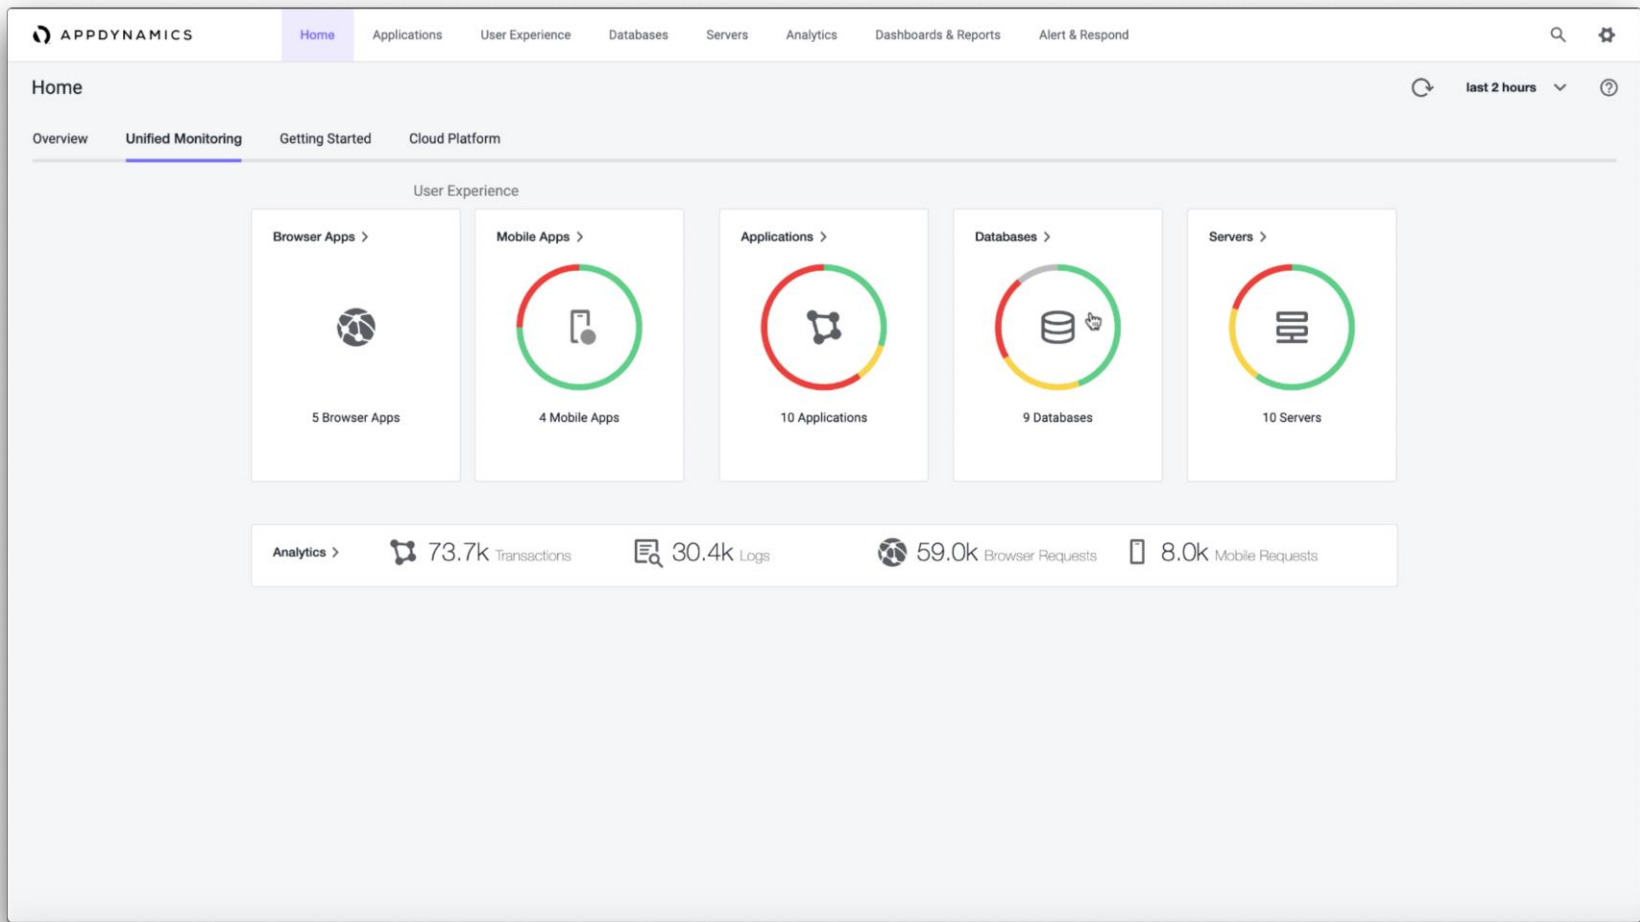 APPDYNAMICS Home Applications User Experience Databases Servers Analytics Dashboards & Reports Alert & Respond
Home last 2 hours
Overview Unified Monitoring Getting Started Cloud Platform
User Experience
Browser Apps Mobile Apps Applications Databases Servers
5 Browser Apps 4 Mobile Apps 10 Applications 9 Databases 10 Servers
Analytics 73.7k Transactions 30.4k Logs 59.0k Browser Requests 8.0k Mobile Requests